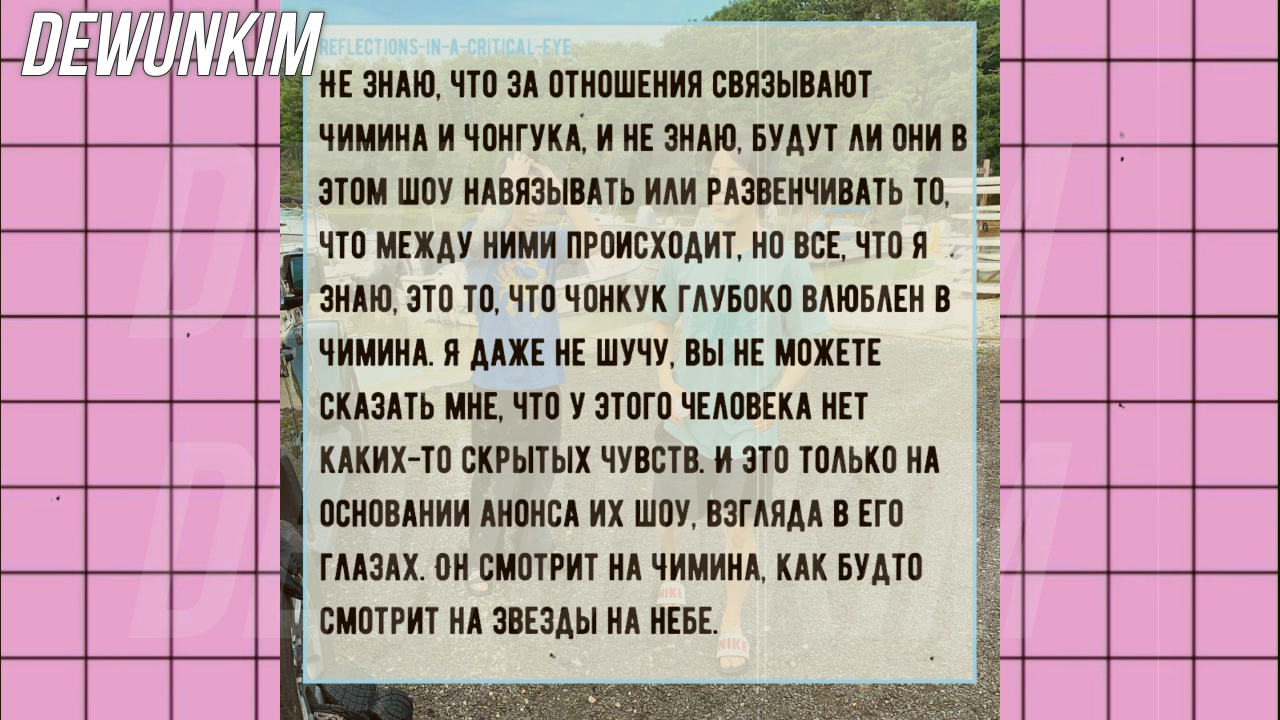 DEWUNKIM
REFLECTIONS-IN-A-CRITICAL-EYE
НЕ ЗНАЮ, ЧТО ЗА ОТНОШЕНИЯ СВЯЗЫВАЮТ
ЧИМИНА И ЧОНГУКА, И НЕ ЗНАЮ, БУДУТ ЛИ ОНИ В
ЭТОМ ШОУ НАВЯЗЫВАТЬ ИЛИ РАЗВЕНЧИВАТЬ ТО,
ЧТО МЕЖДУ НИМИ ПРОИСХОДИТ, НО ВСЕ, ЧТО Я
ЗНАЮ, ЭТО ТО, ЧТО ЧОНКУК ГЛУБОКО ВЛЮБЛЕН В
ЧИМИНА. Я ДАЖЕ НЕ ШУЧУ, ВЫ НЕ МОЖЕТЕ
СКАЗАТЬ МНЕ, ЧТО У ЭТОГО ЧЕЛОВЕКА НЕТ
КАКИХ-ТО СКРЫТЫХ ЧУВСТВ. И ЭТО ТОЛЬКО НА
ОСНОВАНИИ АНОНСА ИХ ШОУ, ВЗГЛЯДА В ЕГО
ГЛАЗАХ. ОН СМОТРИТ НА ЧИМИНА, КАК БУДТО
СМОТРИТ НА ЗВЕЗДЫ НА НЕБЕ.
NIKE
NIKE